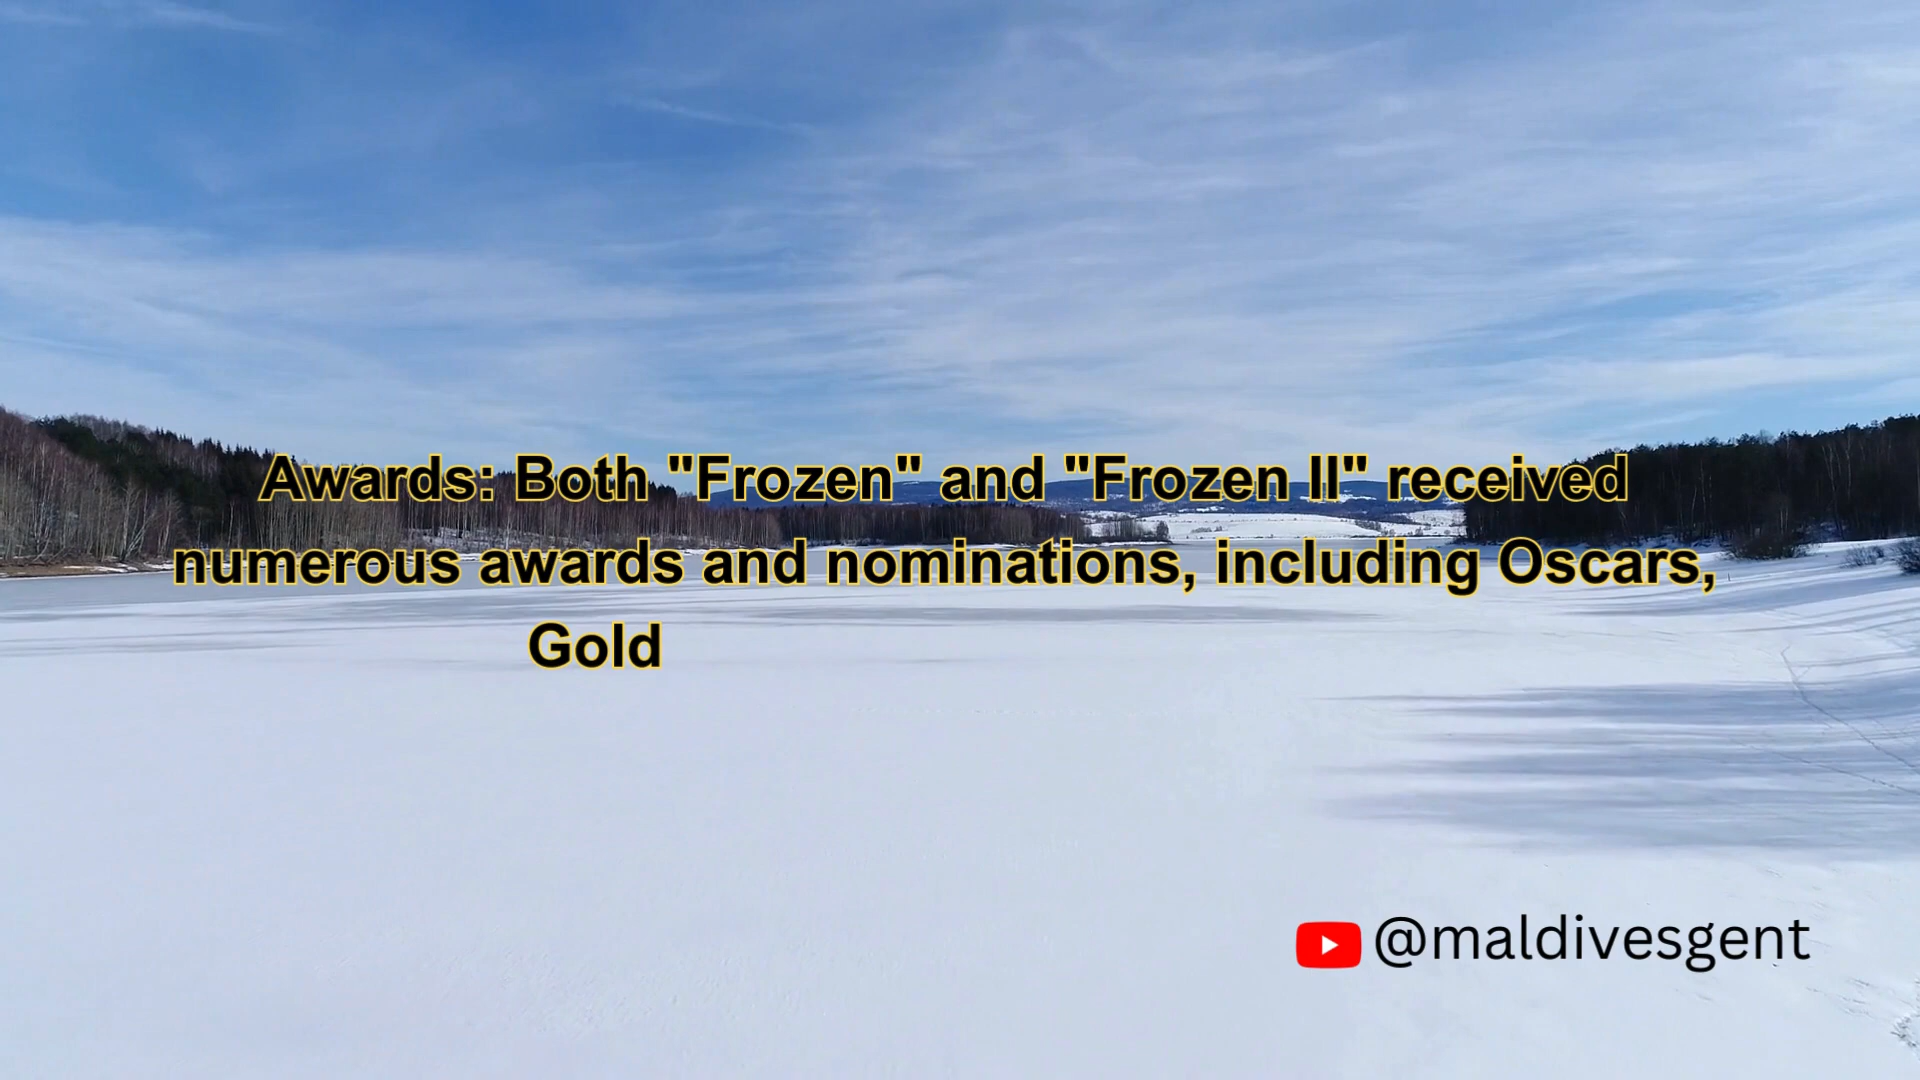 Awards: Both "Frozen" and "Frozen II" received
numerous awards and nominations, including Oscars,
Gold
@maldivesgent